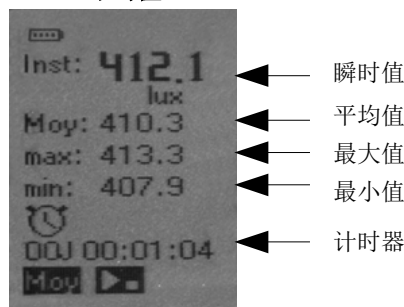 Inst: 412.1 瞬时值
lux
Moy: 410.3 平均值
max: 413.3 最大值
min: 407.9 最小值
00J 00:01:04 计时器
Moy